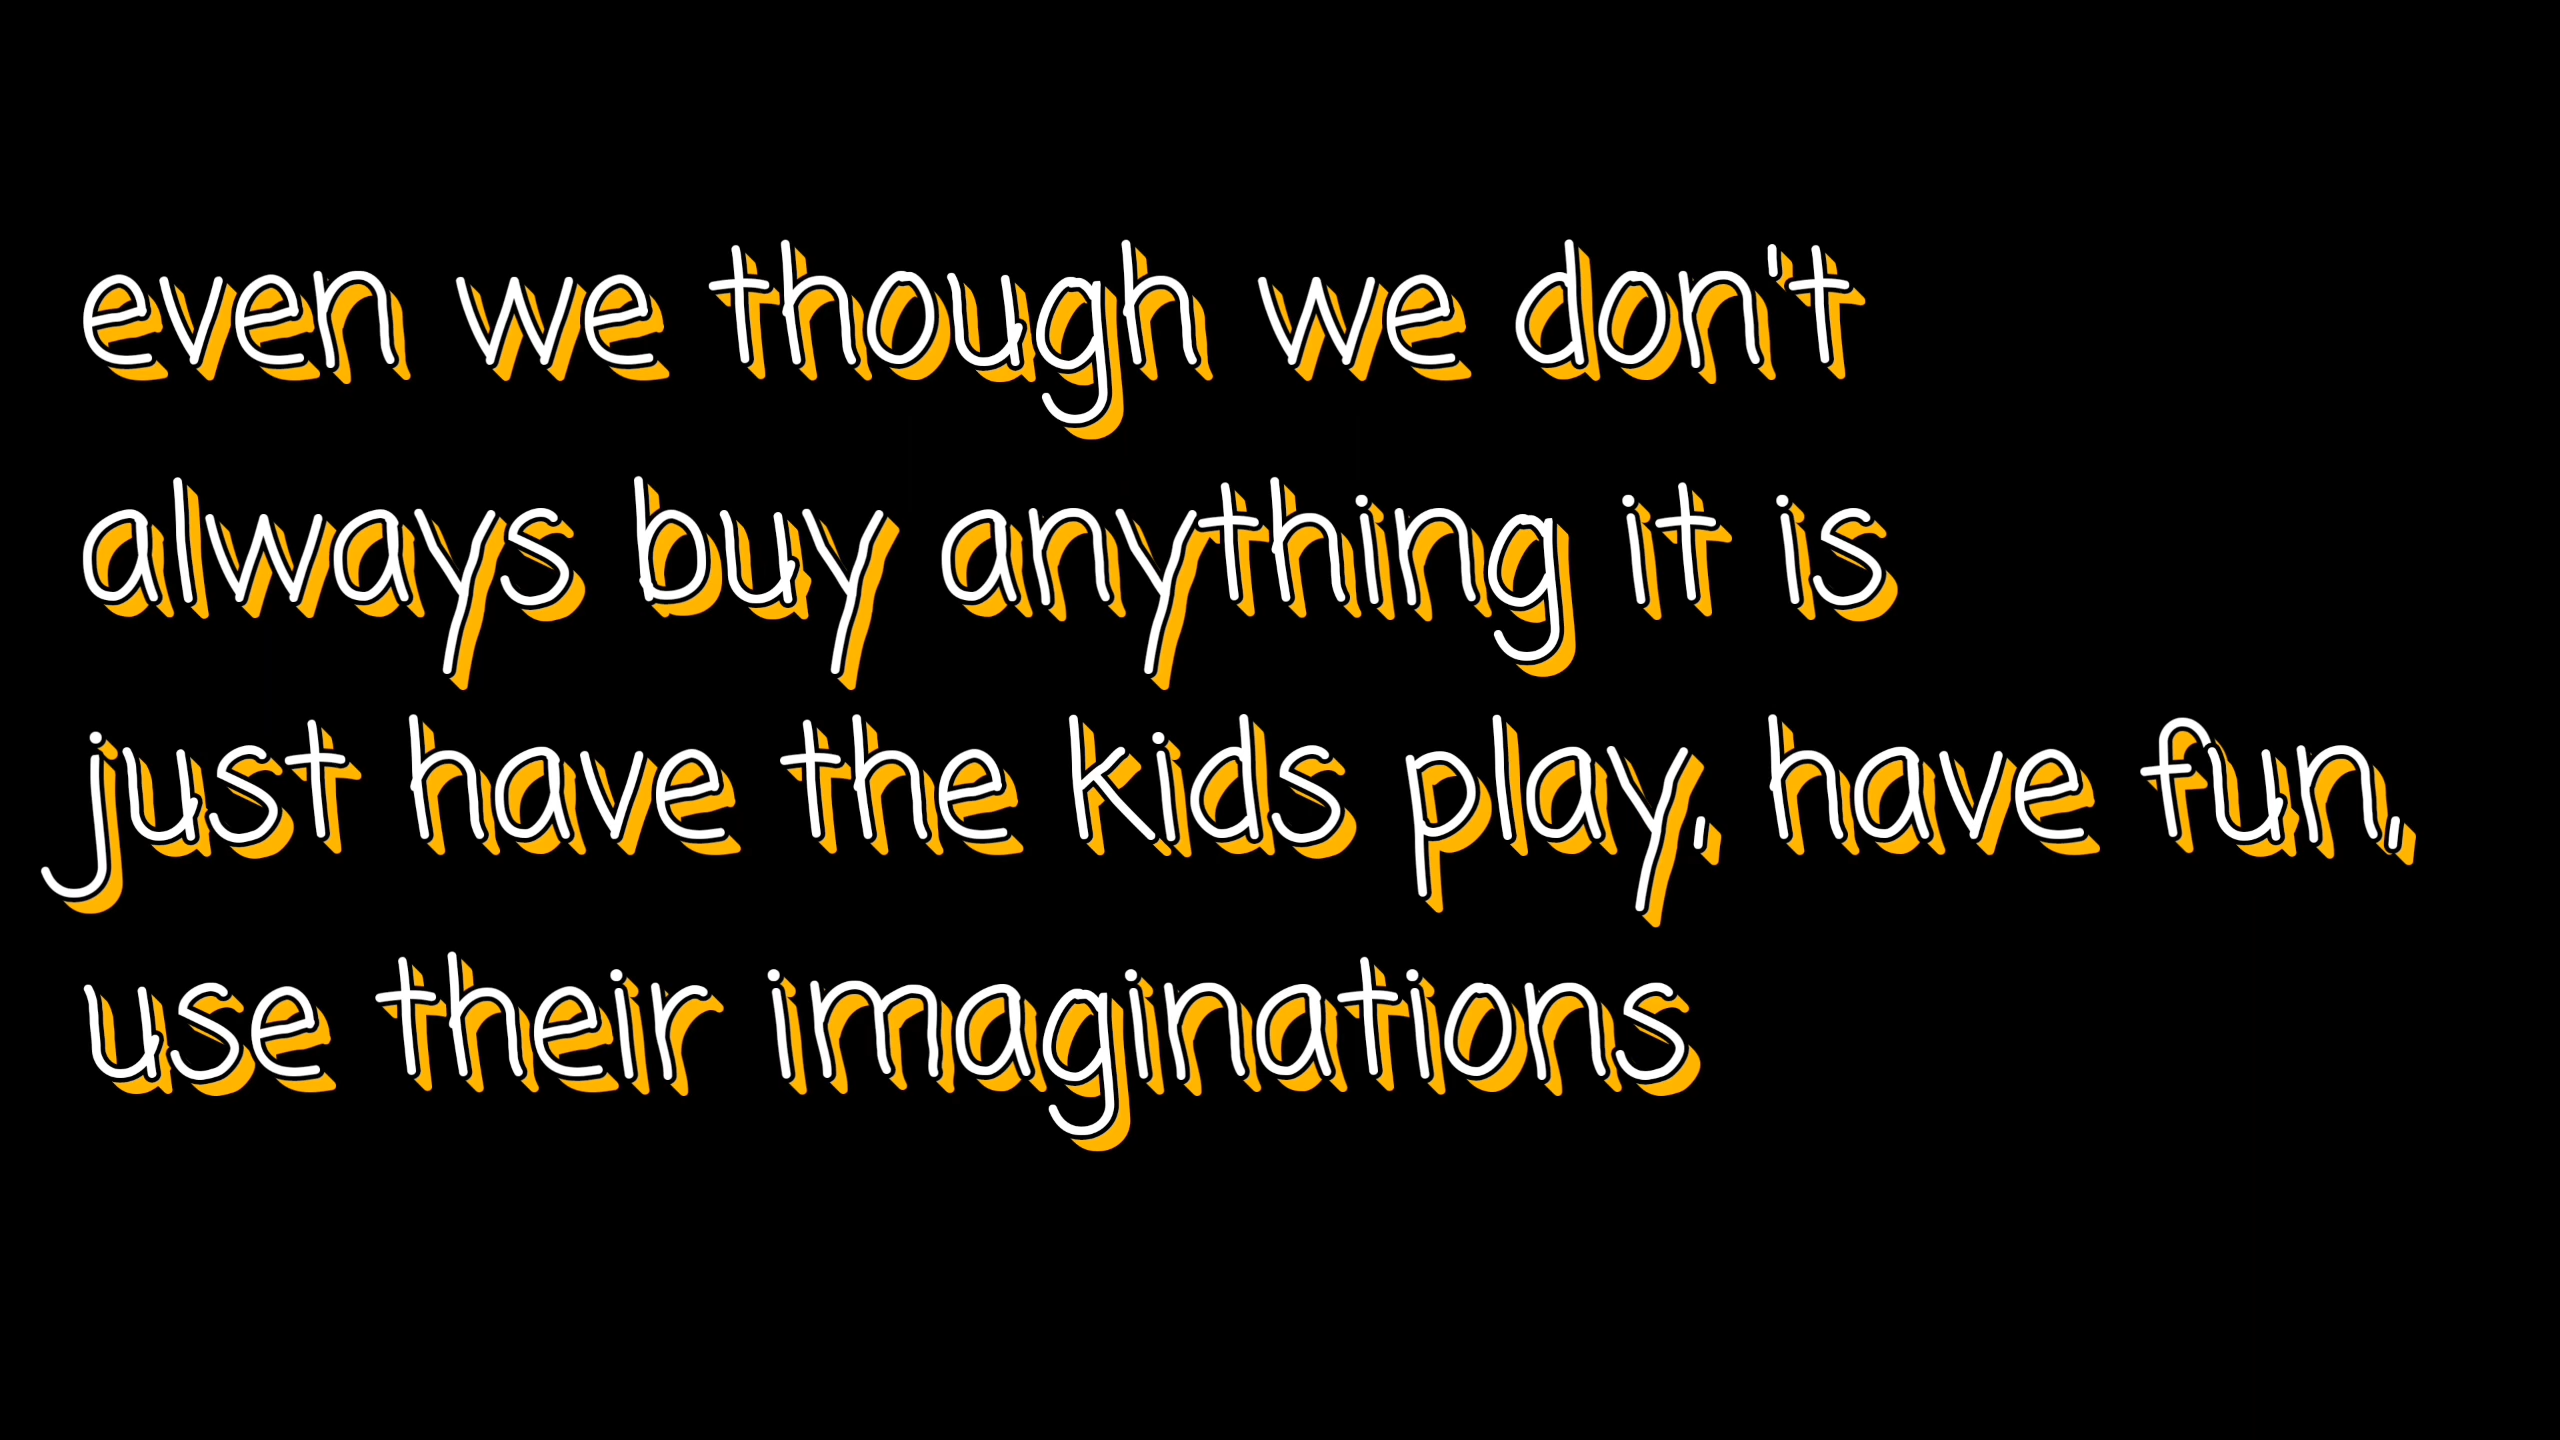 even we though we don't
always buy anything it is
just have the kids play, have fun,
use their imaginations